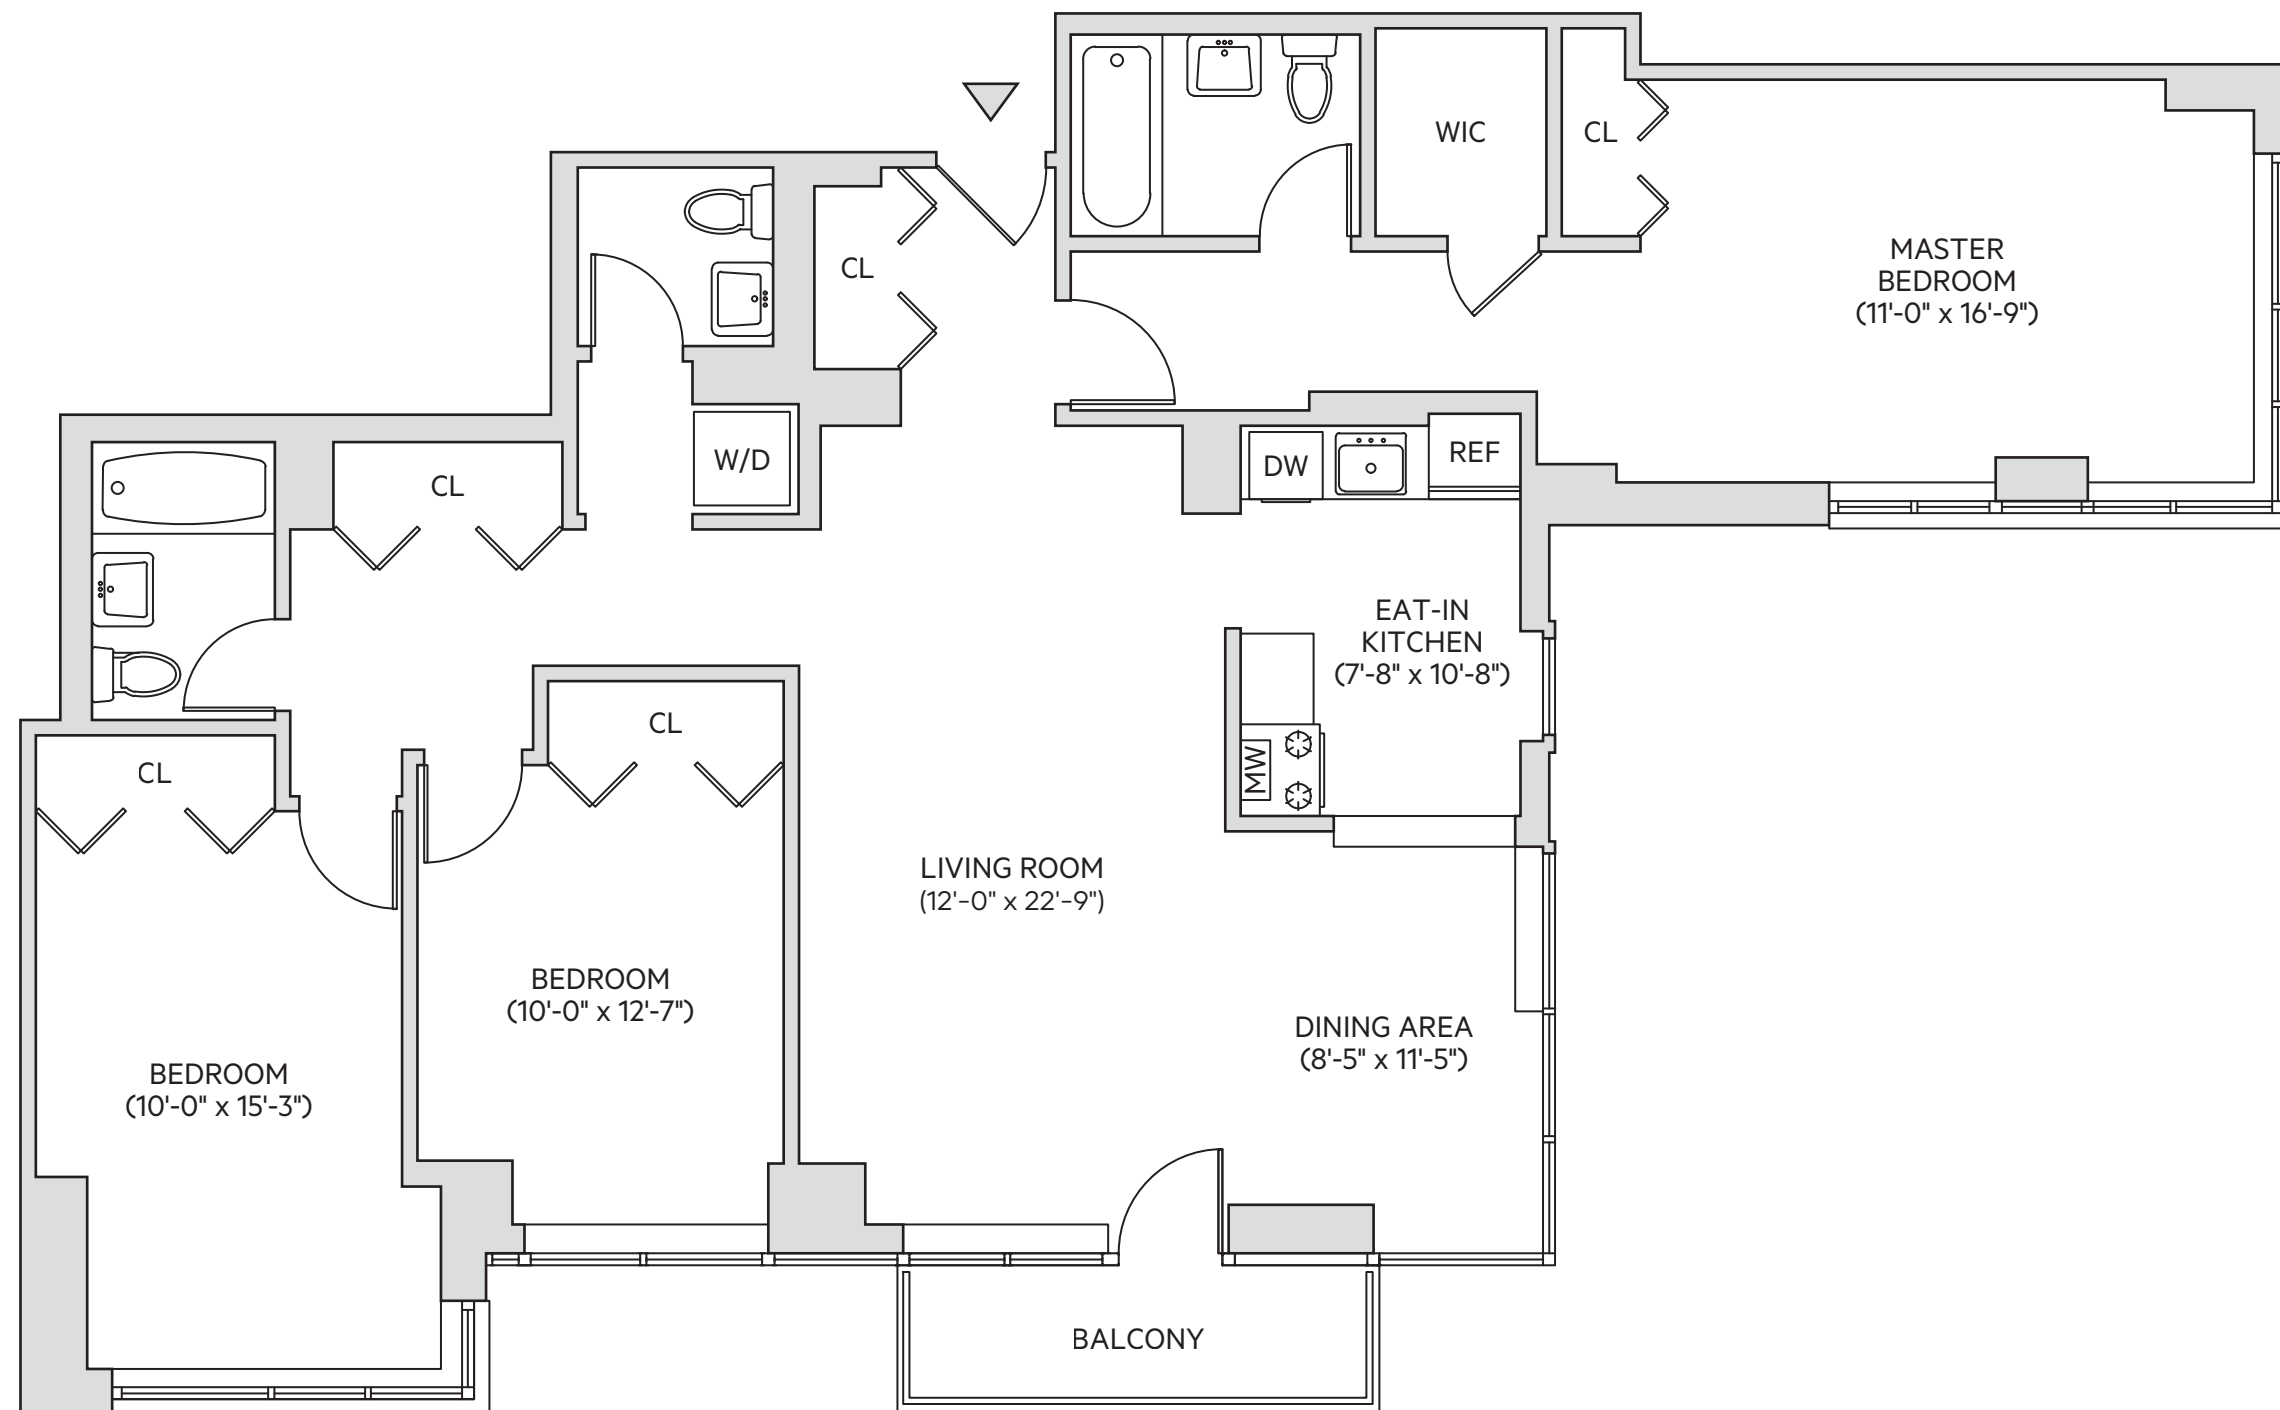 WIC
CL
MASTER
BEDROOM
(11'-0" x 16'-9")
CL
W/D
CL
DW
REF
EAT-IN
KITCHEN
(7'-8" x 10'-8")
CL
CL
MW
LIVING ROOM
(12'-0" x 22'-9")
BEDROOM
(10'-0" x 12'-7")
DINING AREA
(8'-5" x 11'-5")
BEDROOM
(10'-0" x 15'-3")
BALCONY